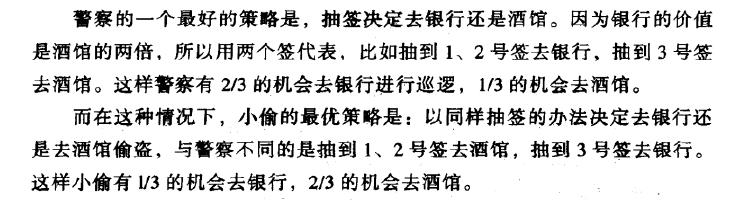 警察的一个最好的策略是，抽签决定去银行还是酒馆。因为银行的价值
是酒馆的两倍，所以用两个签代表，比如抽到 1、2 号签去银行，抽到 3 号签
去酒馆。这样警察有 2/3 的机会去银行进行巡逻，1/3 的机会去酒馆。
而在这种情况下，小偷的最优策略是：以同样抽签的办法决定去银行还
是去酒馆偷盗，与警察不同的是抽到 1、2 号签去酒馆，抽到 3 号签去银行。
这样小偷有 1/3 的机会去银行，2/3 的机会去酒馆。